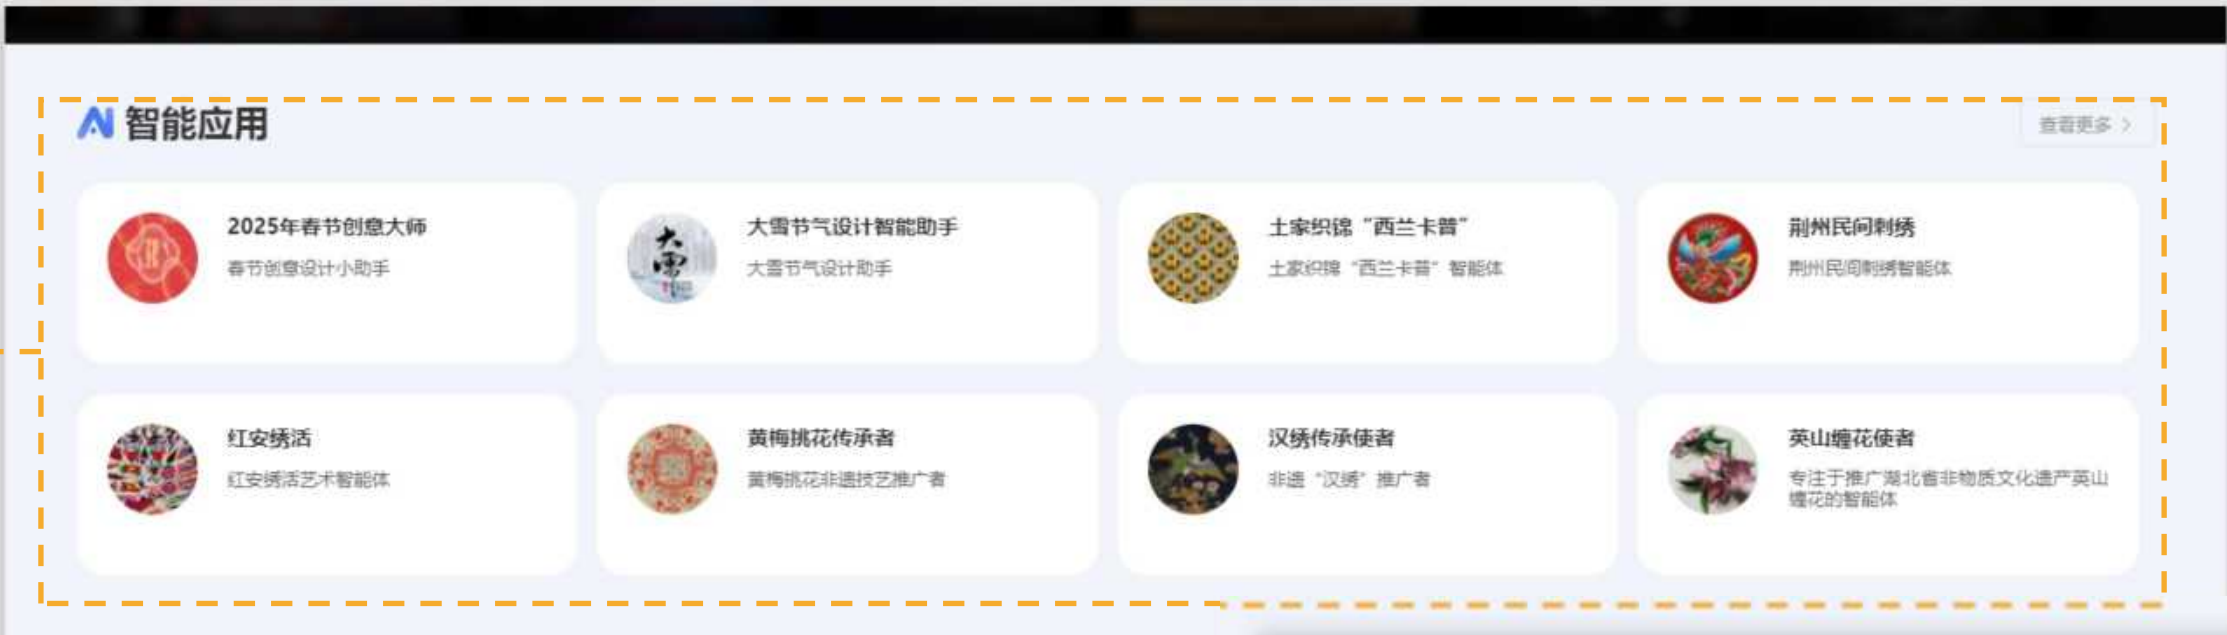 AI 智能应用
查看更多 >
2025年春节创意大师
春节创意设计小助手
大雪节气设计智能助手
大雪节气设计助手
土家织锦“西兰卡普”
土家织锦“西兰卡普”智能体
荆州民间刺绣
荆州民间刺绣智能体
大雪
红安绣活
红安绣活艺术智能体
黄梅挑花传承者
黄梅挑花非遗技艺推广者
汉绣传承使者
非遗“汉绣”推广者
英山缠花使者
专注于推广湖北省非物质文化遗产英山
缠花的智能体